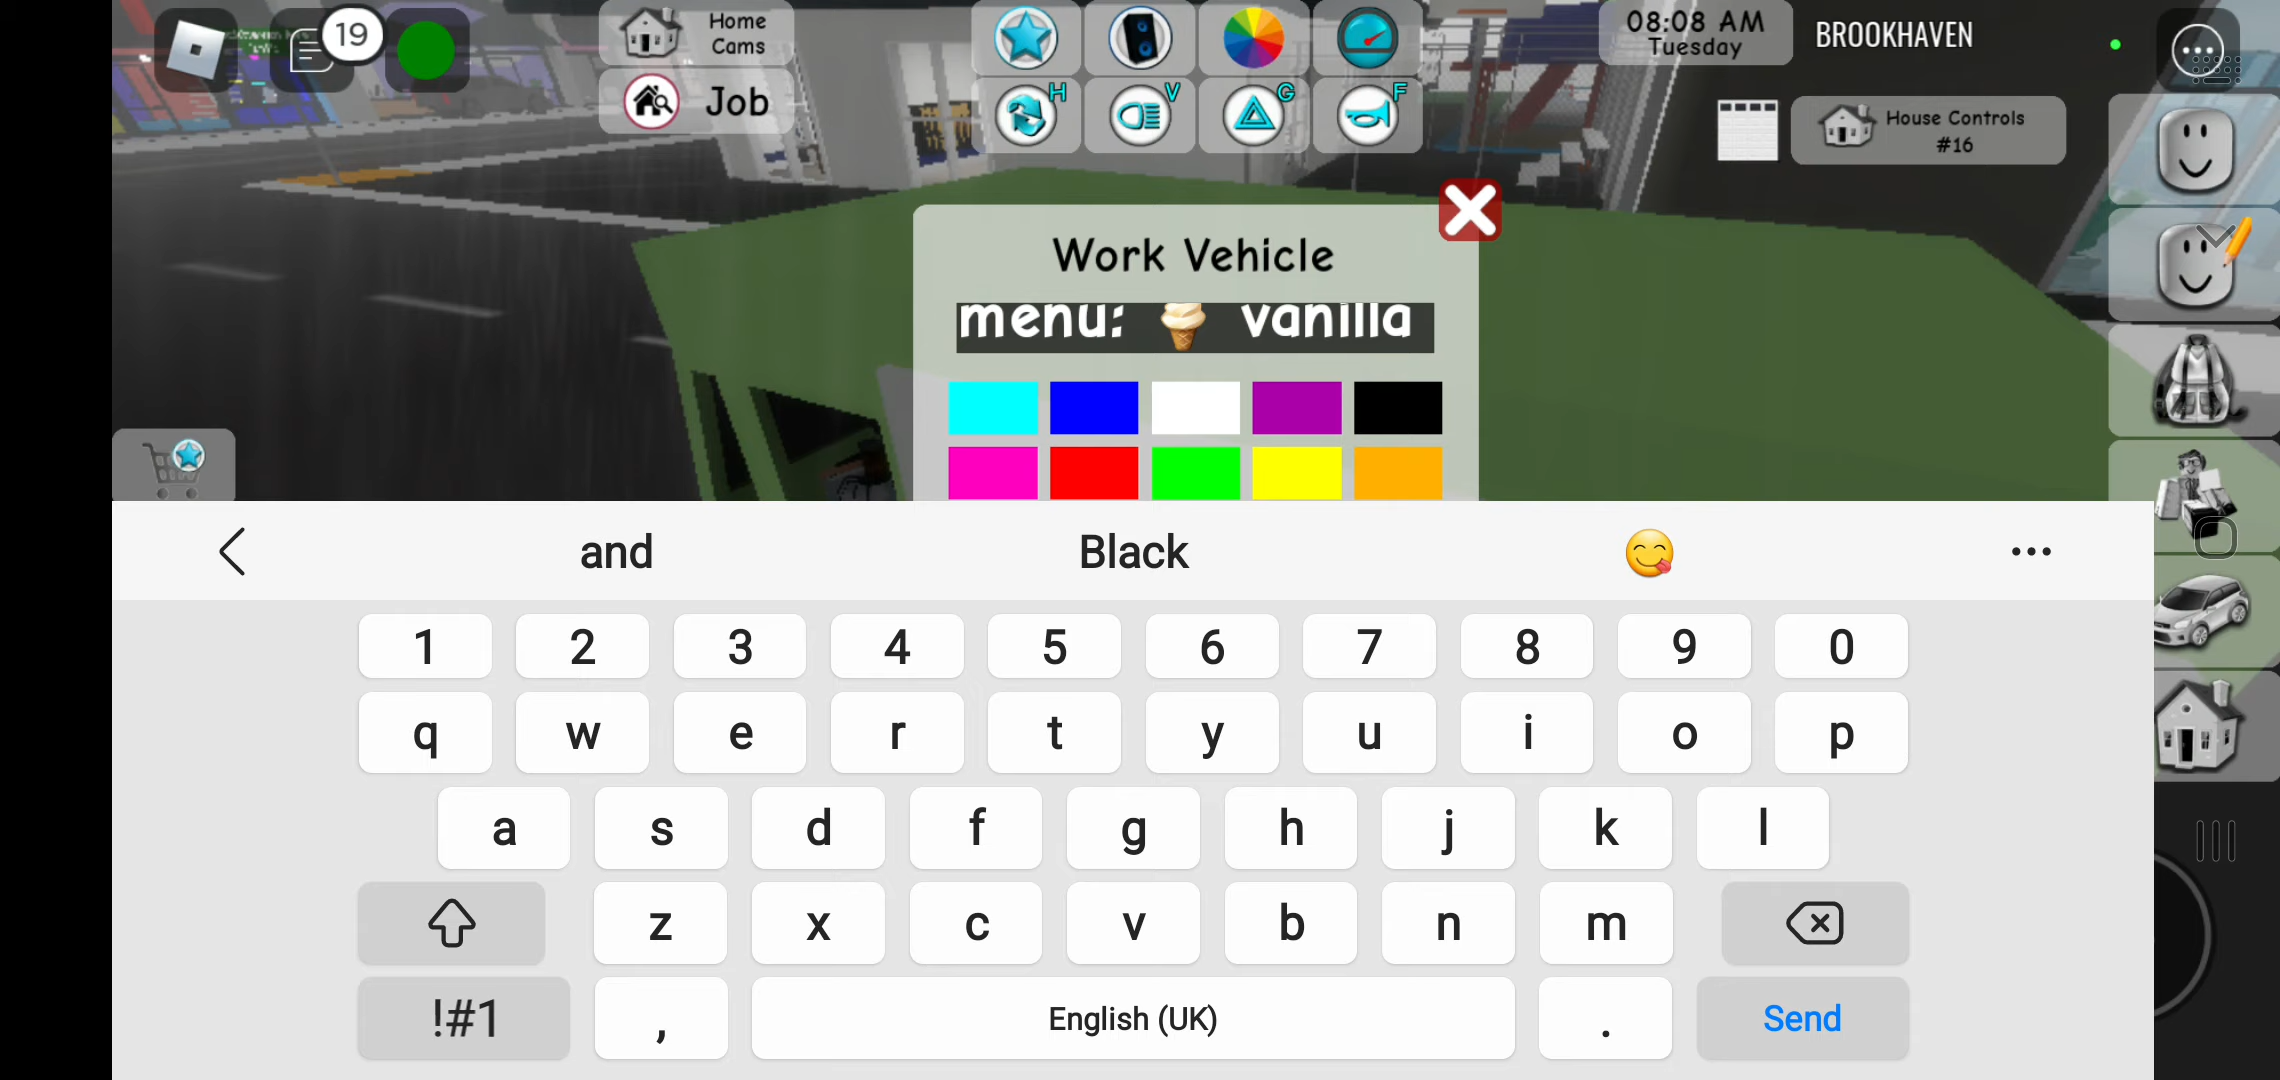 19
Home
Cams
Job
H
V
G
F
08:08 AM
Tuesday
BROOKHAVEN
House Controls
#16
Work Vehicle
menu: 🍦 vanilla
and
Black
😋
1 2 3 4 5 6 7 8 9 0
q w e r t y u i o p
a s d f g h j k l
z x c v b n m
!#1
,
English (UK)
.
Send